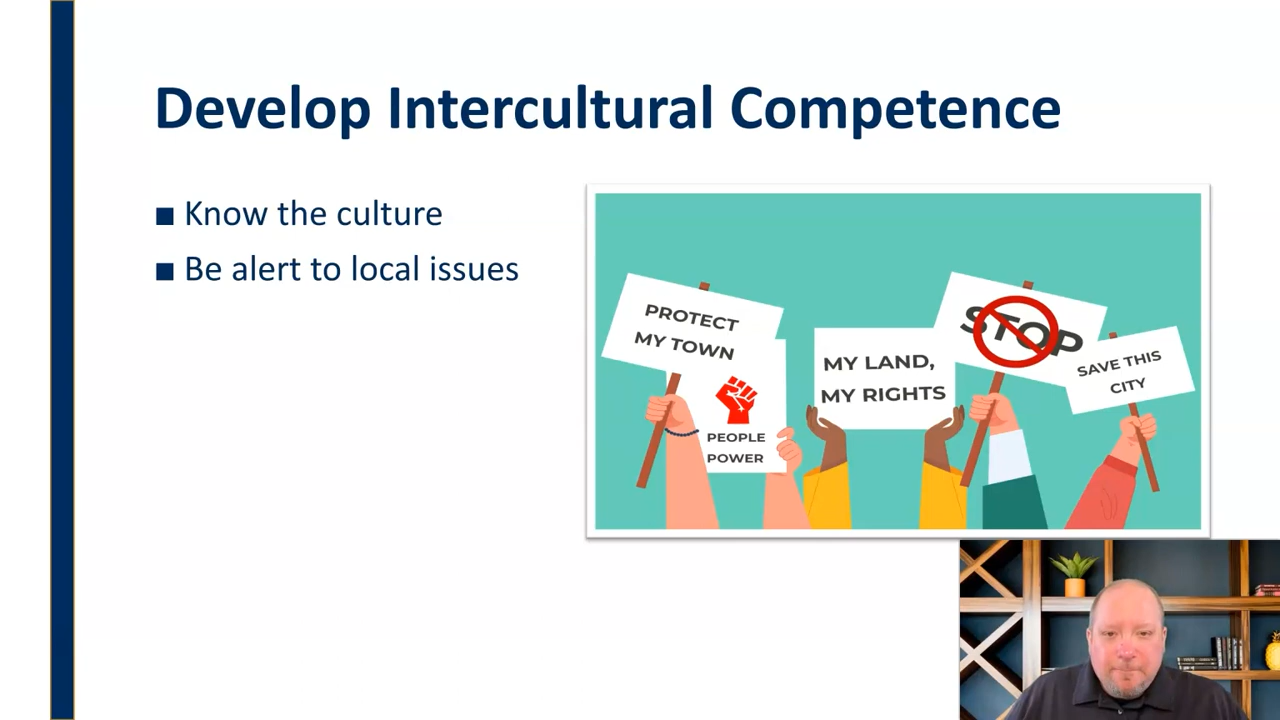 Develop Intercultural Competence
Know the culture
Be alert to local issues
PROTECT
MY TOWN
PEOPLE
POWER
MY LAND,
MY RIGHTS
STOP
SAVE THIS
CITY